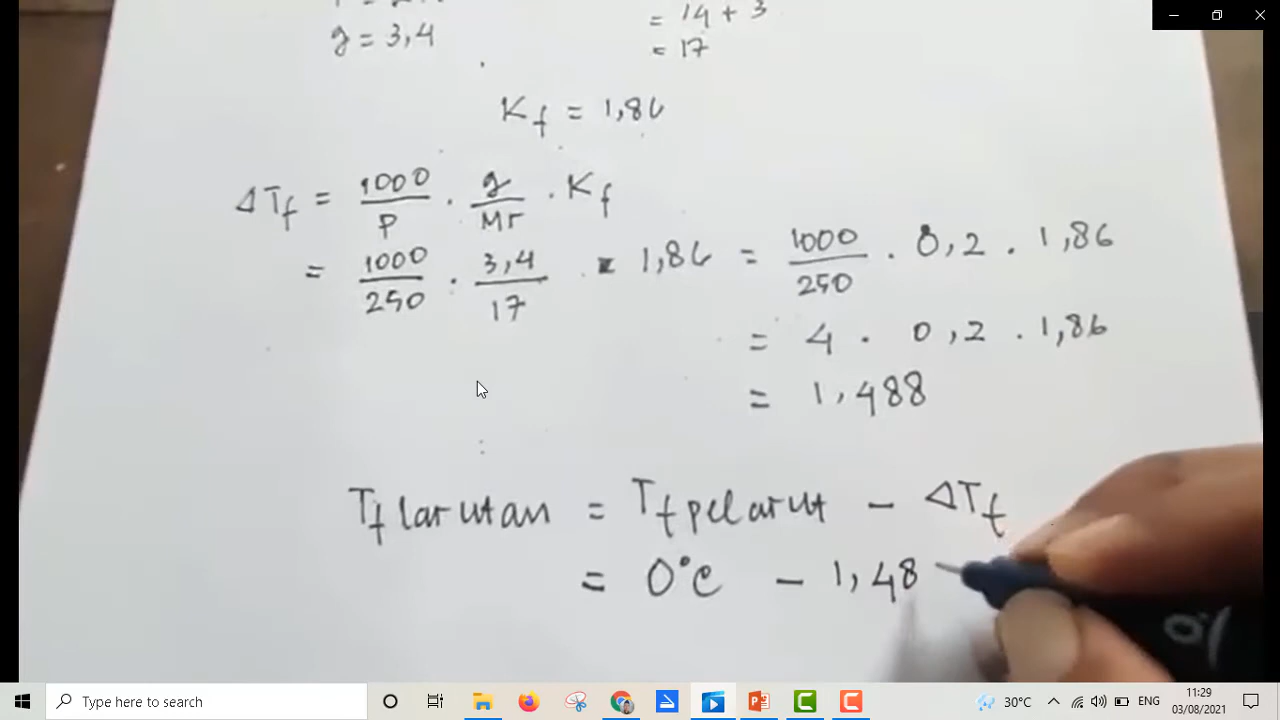 = 14 + 3
g = 3,4
= 17
Kf = 1,86
ΔTf = 1000/P . g/Mr . Kf
= 1000/250 . 3,4/17 . 1,86 = 1000/250 . 0,2 . 1,86
= 4 . 0,2 . 1,86
= 1,488
Tf larutan = Tf pelarut – ΔTf
= 0°C – 1,48
Type here to search
30°C
ENG
11:29
03/08/2021